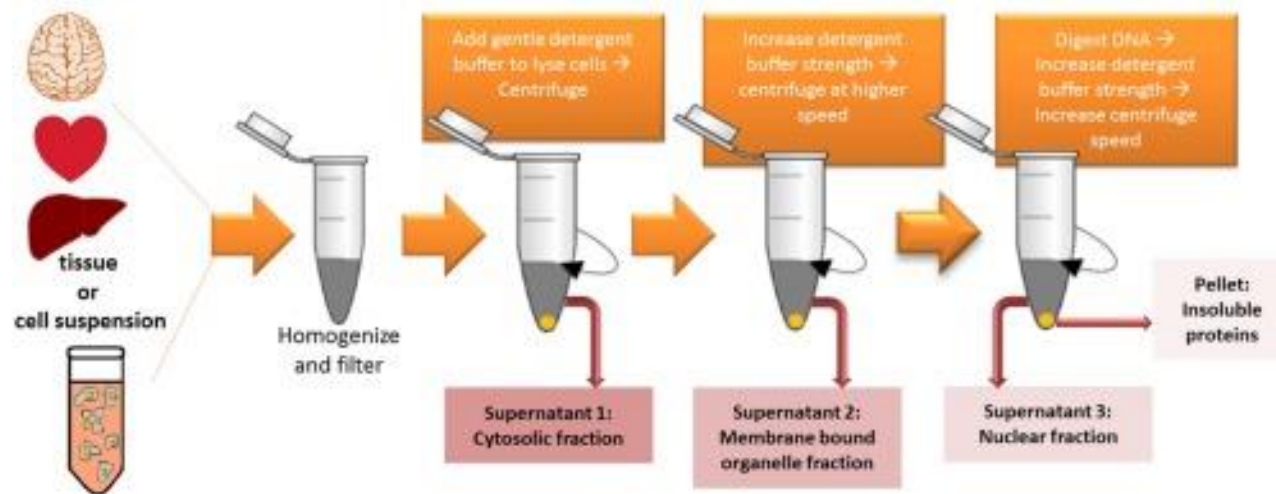 Add gentle detergent
buffer to lyse cells →
Centrifuge
Increase detergent
buffer strength →
centrifuge at higher
speed
Digest DNA →
Increase detergent
buffer strength →
Increase centrifuge
speed
tissue
or
cell suspension
Homogenize
and filter
Pellet:
Insoluble
proteins
Supernatant 1:
Cytosolic fraction
Supernatant 2:
Membrane bound
organelle fraction
Supernatant 3:
Nuclear fraction